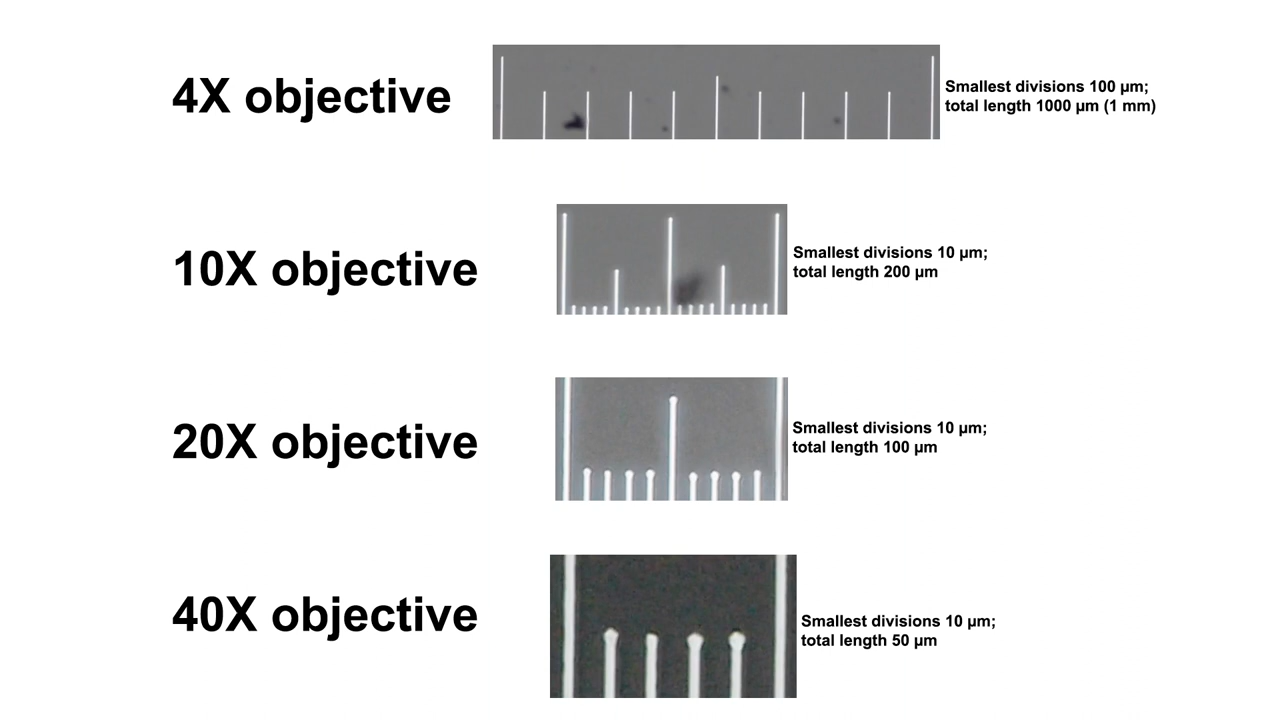 4X objective
Smallest divisions 100 µm;
total length 1000 µm (1 mm)
10X objective
Smallest divisions 10 µm;
total length 200 µm
20X objective
Smallest divisions 10 µm;
total length 100 µm
40X objective
Smallest divisions 10 µm;
total length 50 µm